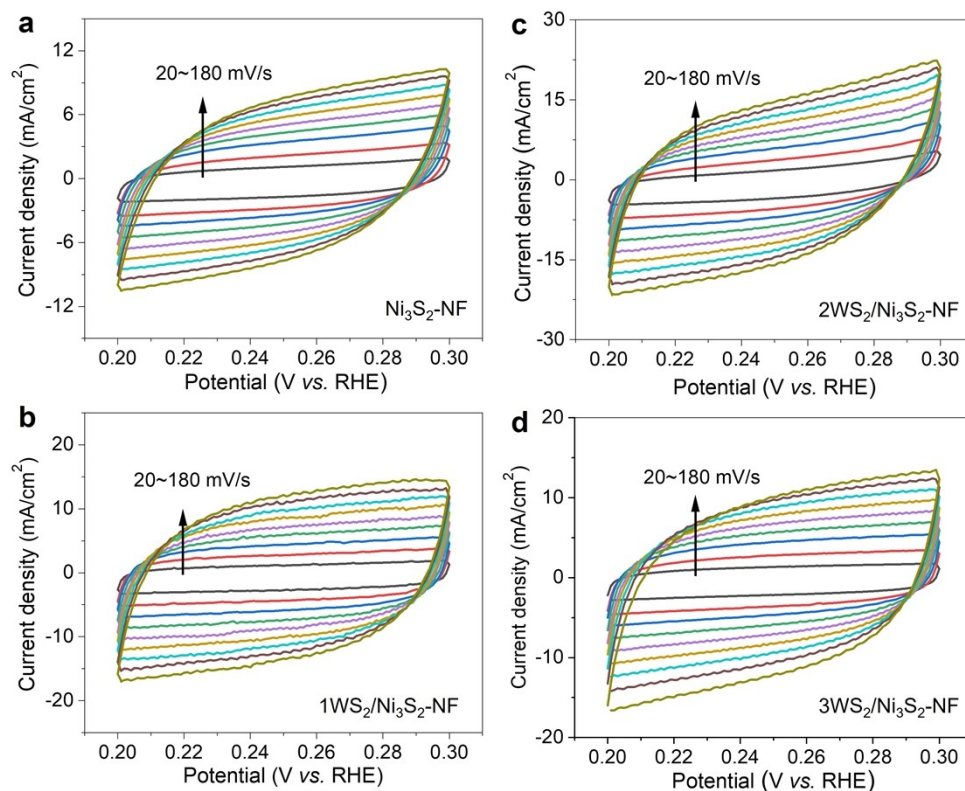 a
Current density (mA/cm²)
12
6
0
-6
-12
20~180 mV/s
Ni₃S₂-NF
0.20 0.22 0.24 0.26 0.28 0.30
Potential (V vs. RHE)
c
Current density (mA/cm²)
30
15
0
-15
-30
20~180 mV/s
2WS₂/Ni₃S₂-NF
0.20 0.22 0.24 0.26 0.28 0.30
Potential (V vs. RHE)
b
Current density (mA/cm²)
20
10
0
-10
-20
20~180 mV/s
1WS₂/Ni₃S₂-NF
0.20 0.22 0.24 0.26 0.28 0.30
Potential (V vs. RHE)
d
Current density (mA/cm²)
20
10
0
-10
-20
20~180 mV/s
3WS₂/Ni₃S₂-NF
0.20 0.22 0.24 0.26 0.28 0.30
Potential (V vs. RHE)